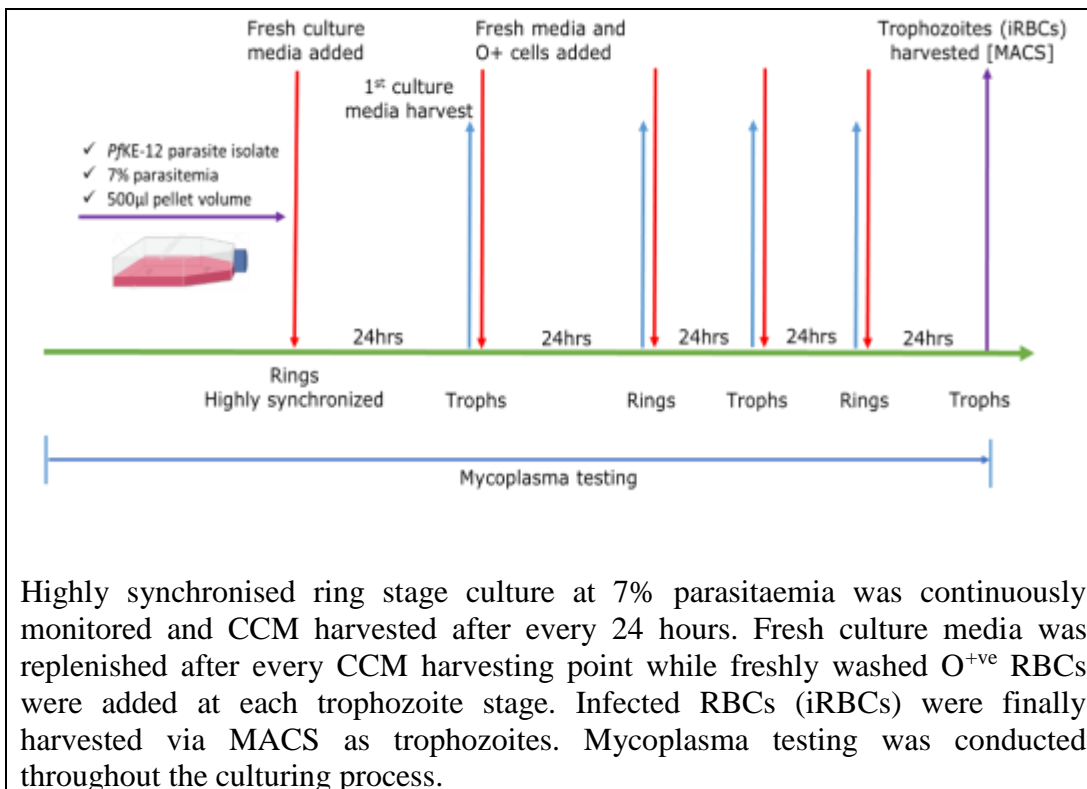 Fresh culture
media added
Fresh media and
O+ cells added
Trophozoites (iRBCs)
harvested [MACS]
1st culture
media harvest
✓ PfKE-12 parasite isolate
✓ 7% parasitemia
✓ 500µl pellet volume
24hrs
24hrs
24hrs
24hrs
24hrs
Rings
Highly synchronized
Trophs
Rings
Trophs
Rings
Trophs
Mycoplasma testing
Highly synchronised ring stage culture at 7% parasitaemia was continuously
monitored and CCM harvested after every 24 hours. Fresh culture media was
replenished after every CCM harvesting point while freshly washed O+ve RBCs
were added at each trophozoite stage. Infected RBCs (iRBCs) were finally
harvested via MACS as trophozoites. Mycoplasma testing was conducted
throughout the culturing process.